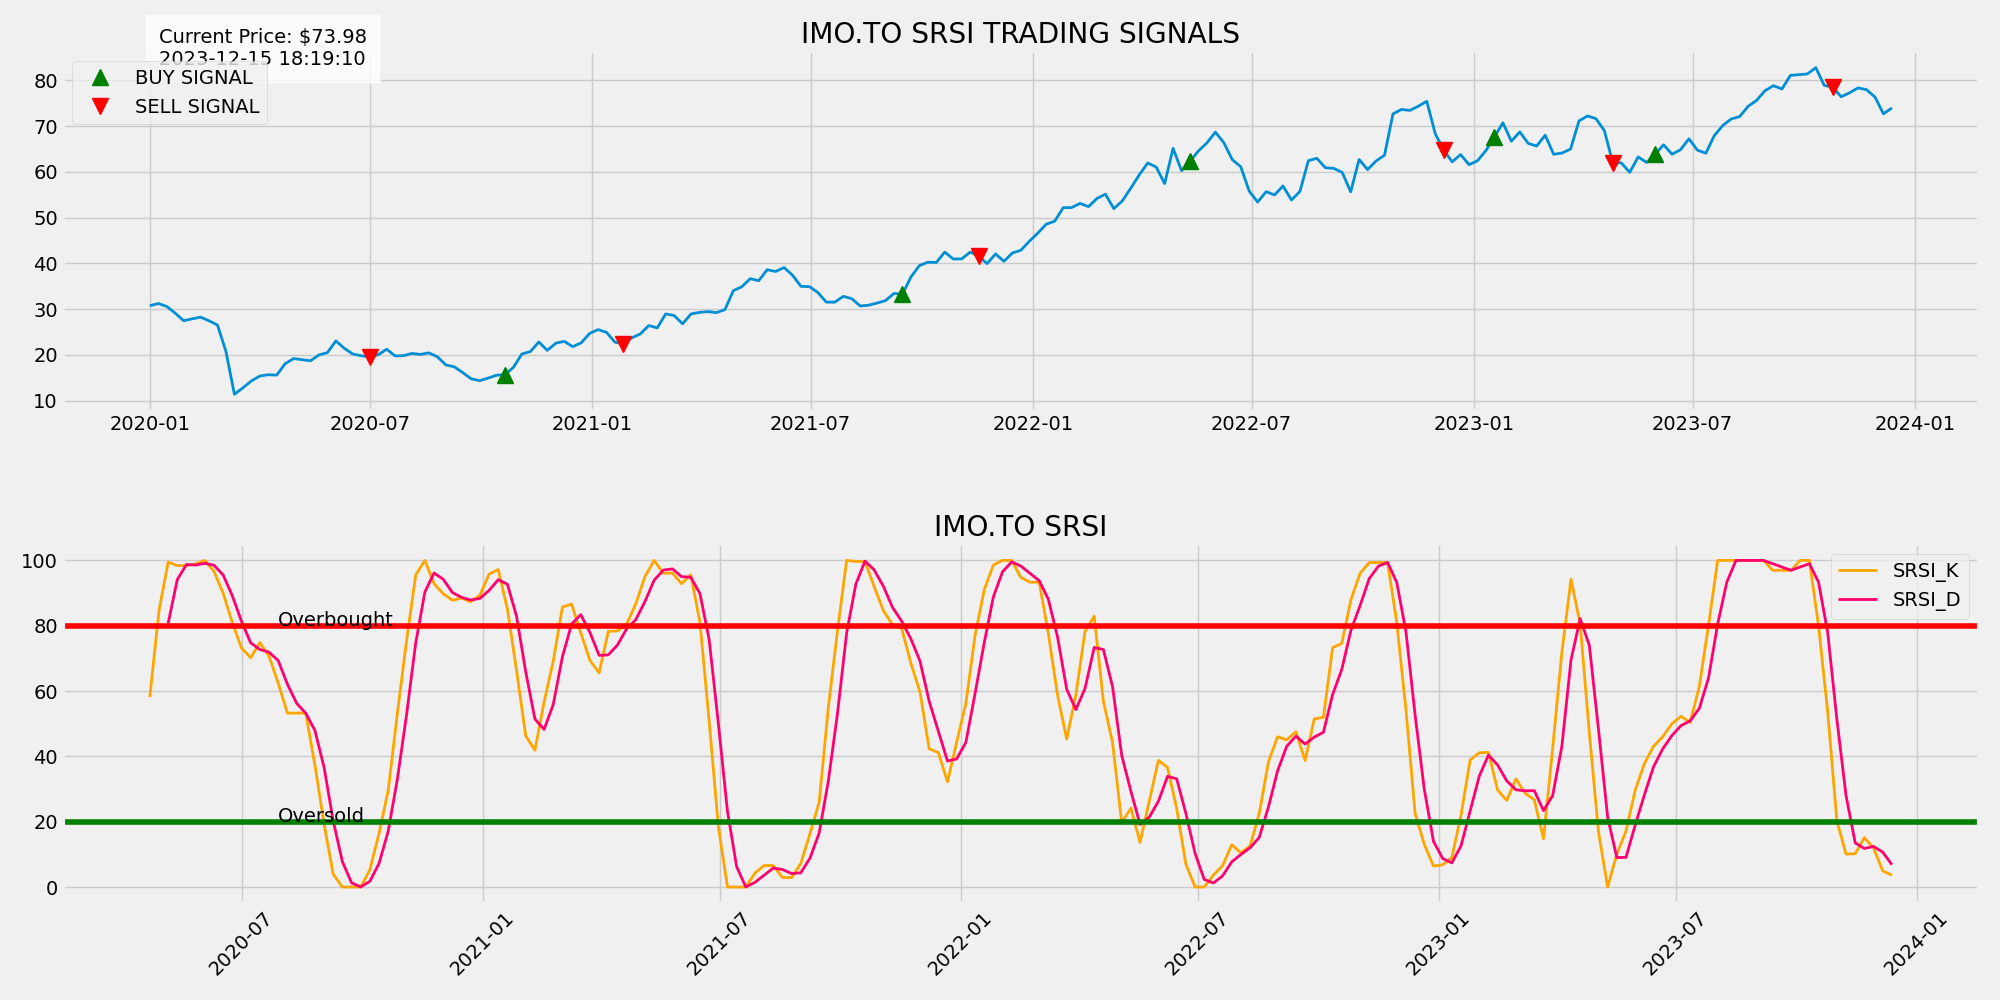 IMO.TO SRSI TRADING SIGNALS
Current Price: $73.98
2023-12-15 18:19:10
BUY SIGNAL
SELL SIGNAL
80
70
60
50
40
30
20
10
2020-01 2020-07 2021-01 2021-07 2022-01 2022-07 2023-01 2023-07 2024-01
IMO.TO SRSI
SRSI_K
SRSI_D
100
80
60
40
20
0
Overbought
Oversold
2020-07 2021-01 2021-07 2022-01 2022-07 2023-01 2023-07 2024-01